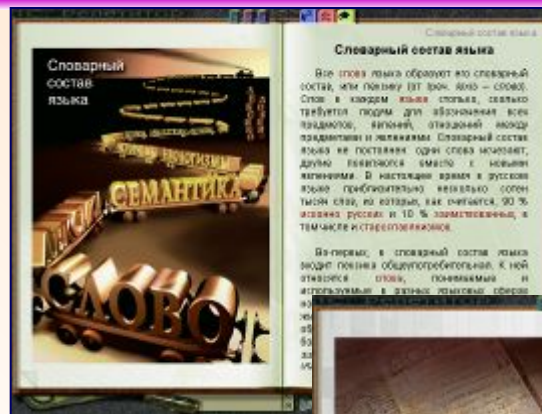 Словарный
состав
языка
СЕМАНТИКА
СЛОВО
Словарный состав языка
Словарный состав языка
Все слова языка образуют его словарный
состав, или лексику (от греч. lexis – слово).
Слов в каждом языке столько, сколько
требуется людям для обозначения всех
предметов, явлений, отношений между
предметами и явлениями. Словарный состав
языка не постоянен: одни слова исчезают,
другие появляются вместе с новыми
явлениями. В настоящее время в русском
языке приблизительно несколько сотен
тысяч слов, из которых, как считается, 90 %
исконно русских и 10 % заимствованных, в
том числе и старославянизмов.
Во-первых, в словарный состав языка
входит лексика общеупотребительная. К ней
относятся слова, понимаемые и
используемые в разных языковых сферах